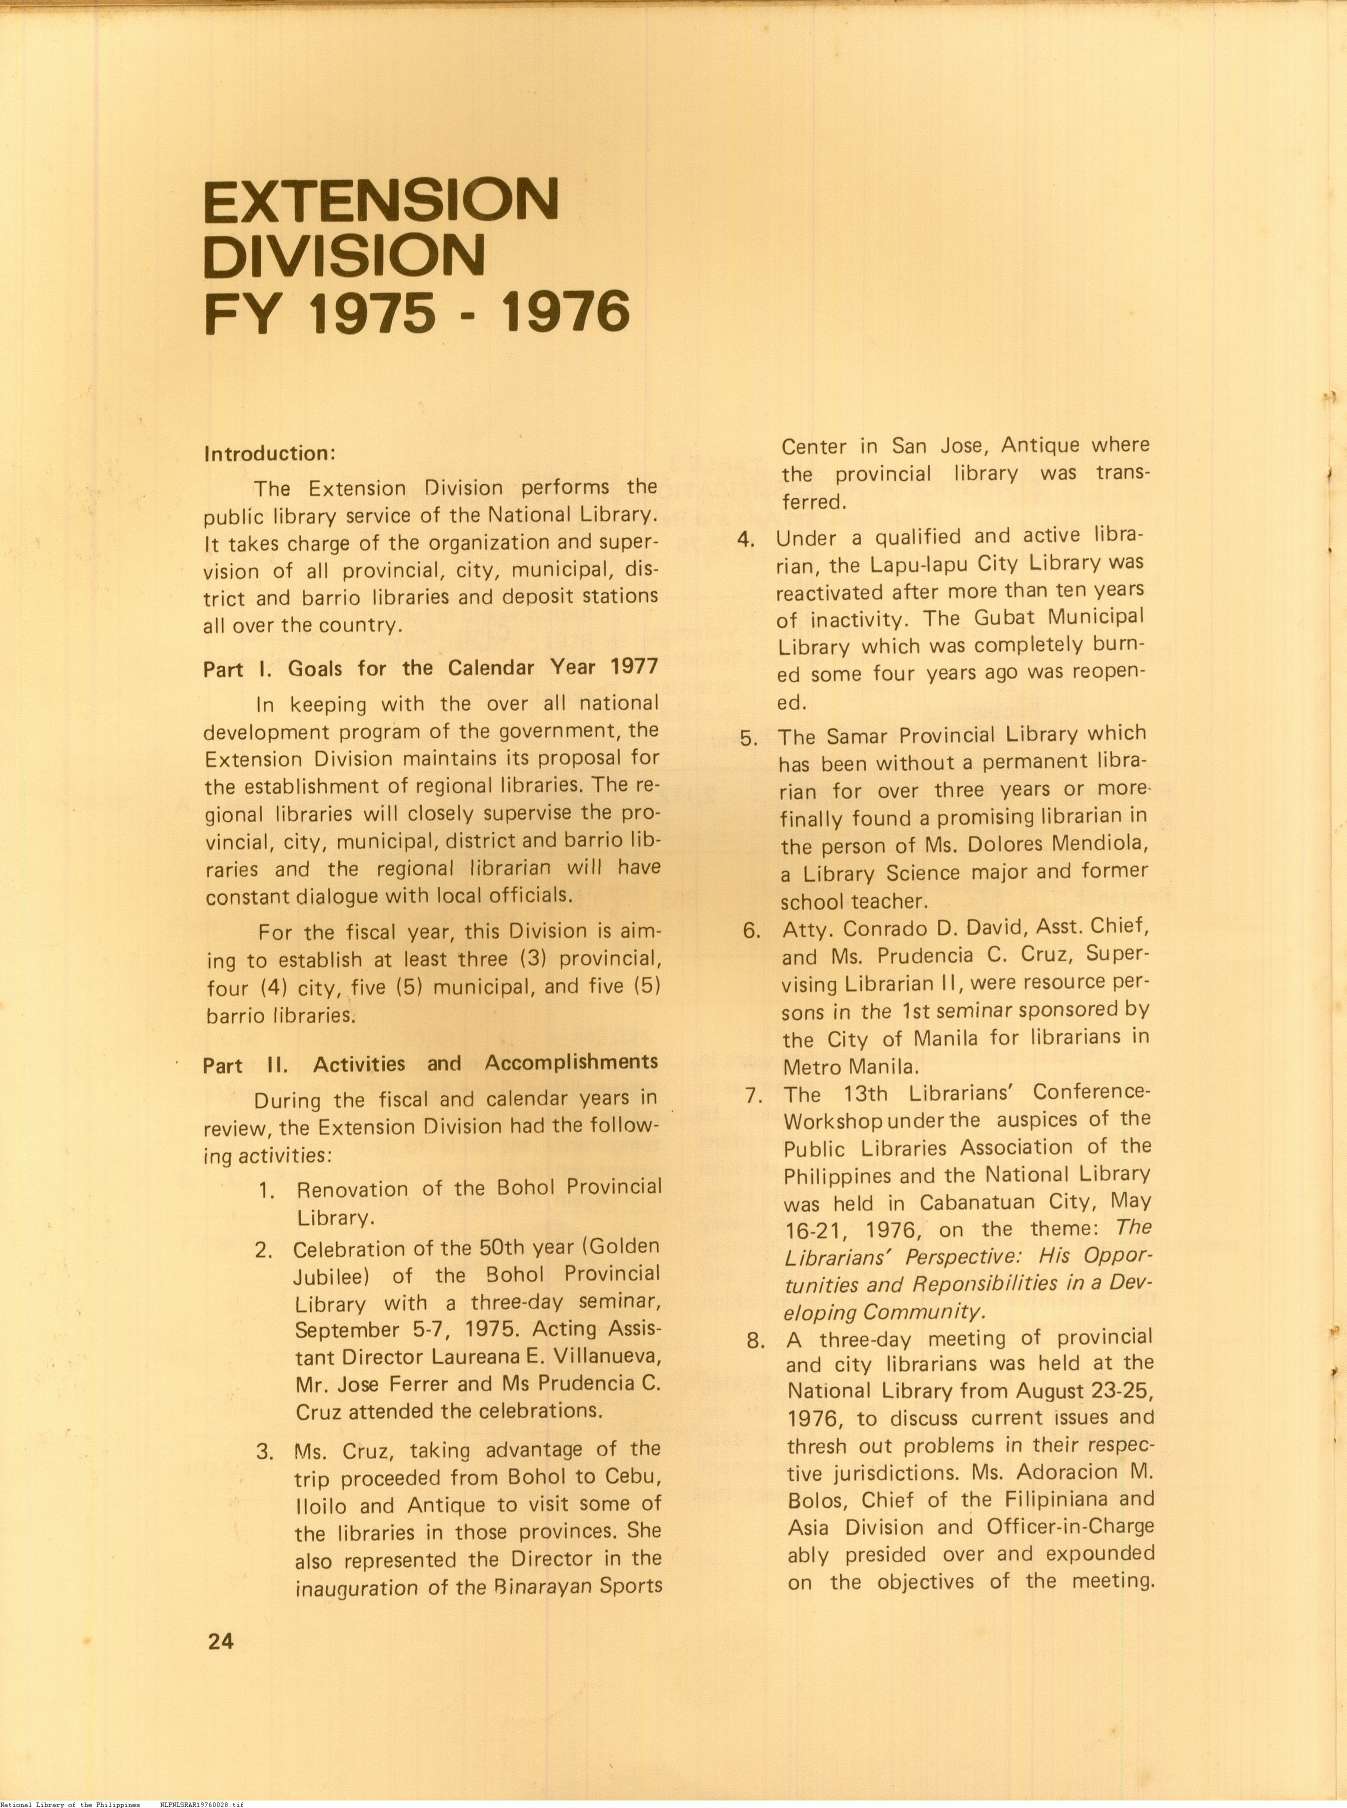 EXTENSION
DIVISION
FY 1975 - 1976
Introduction:
The Extension Division performs the
public library service of the National Library.
It takes charge of the organization and super-
vision of all provincial, city, municipal, dis-
trict and barrio libraries and deposit stations
all over the country.
Part I. Goals for the Calendar Year 1977
In keeping with the over all national
development program of the government, the
Extension Division maintains its proposal for
the establishment of regional libraries. The re-
gional libraries will closely supervise the pro-
vincial, city, municipal, district and barrio lib-
raries and the regional librarian will have
constant dialogue with local officials.
For the fiscal year, this Division is aim-
ing to establish at least three (3) provincial,
four (4) city, five (5) municipal, and five (5)
barrio libraries.
Part II. Activities and Accomplishments
During the fiscal and calendar years in
review, the Extension Division had the follow-
ing activities:
1. Renovation of the Bohol Provincial
Library.
2. Celebration of the 50th year (Golden
Jubilee) of the Bohol Provincial
Library with a three-day seminar,
September 5-7, 1975. Acting Assis-
tant Director Laureana E. Villanueva,
Mr. Jose Ferrer and Ms Prudencia C.
Cruz attended the celebrations.
3. Ms. Cruz, taking advantage of the
trip proceeded from Bohol to Cebu,
Iloilo and Antique to visit some of
the libraries in those provinces. She
also represented the Director in the
inauguration of the Binarayan Sports
Center in San Jose, Antique where
the provincial library was trans-
ferred.
4. Under a qualified and active libra-
rian, the Lapu-lapu City Library was
reactivated after more than ten years
of inactivity. The Gubat Municipal
Library which was completely burn-
ed some four years ago was reopen-
ed.
5. The Samar Provincial Library which
has been without a permanent libra-
rian for over three years or more
finally found a promising librarian in
the person of Ms. Dolores Mendiola,
a Library Science major and former
school teacher.
6. Atty. Conrado D. David, Asst. Chief,
and Ms. Prudencia C. Cruz, Super-
vising Librarian II, were resource per-
sons in the 1st seminar sponsored by
the City of Manila for librarians in
Metro Manila.
7. The 13th Librarians' Conference-
Workshop under the auspices of the
Public Libraries Association of the
Philippines and the National Library
was held in Cabanatuan City, May
16-21, 1976, on the theme: The
Librarians' Perspective: His Oppor-
tunities and Reponsibilities in a Dev-
eloping Community.
8. A three-day meeting of provincial
and city librarians was held at the
National Library from August 23-25,
1976, to discuss current issues and
thresh out problems in their respec-
tive jurisdictions. Ms. Adoracion M.
Bolos, Chief of the Filipiniana and
Asia Division and Officer-in-Charge
ably presided over and expounded
on the objectives of the meeting.
24
National Library of the Philippines NLPNLSRAR19760028.tif